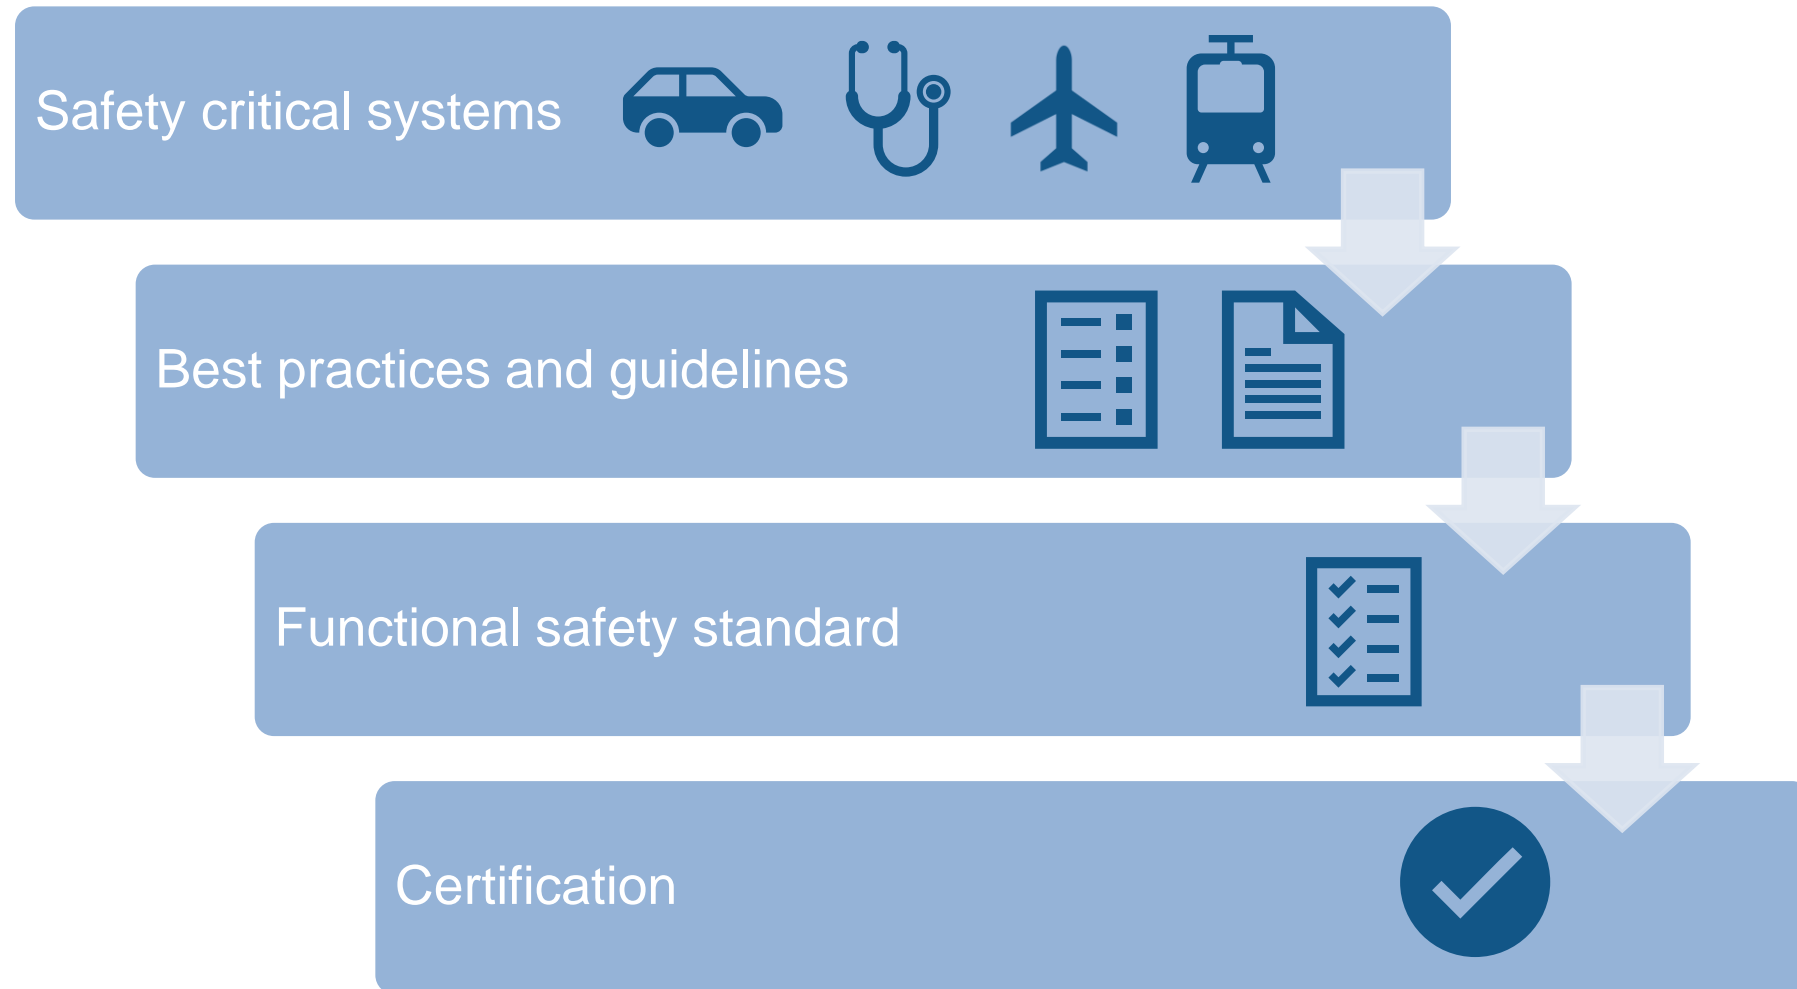 Safety critical systems
Best practices and guidelines
Functional safety standard
Certification